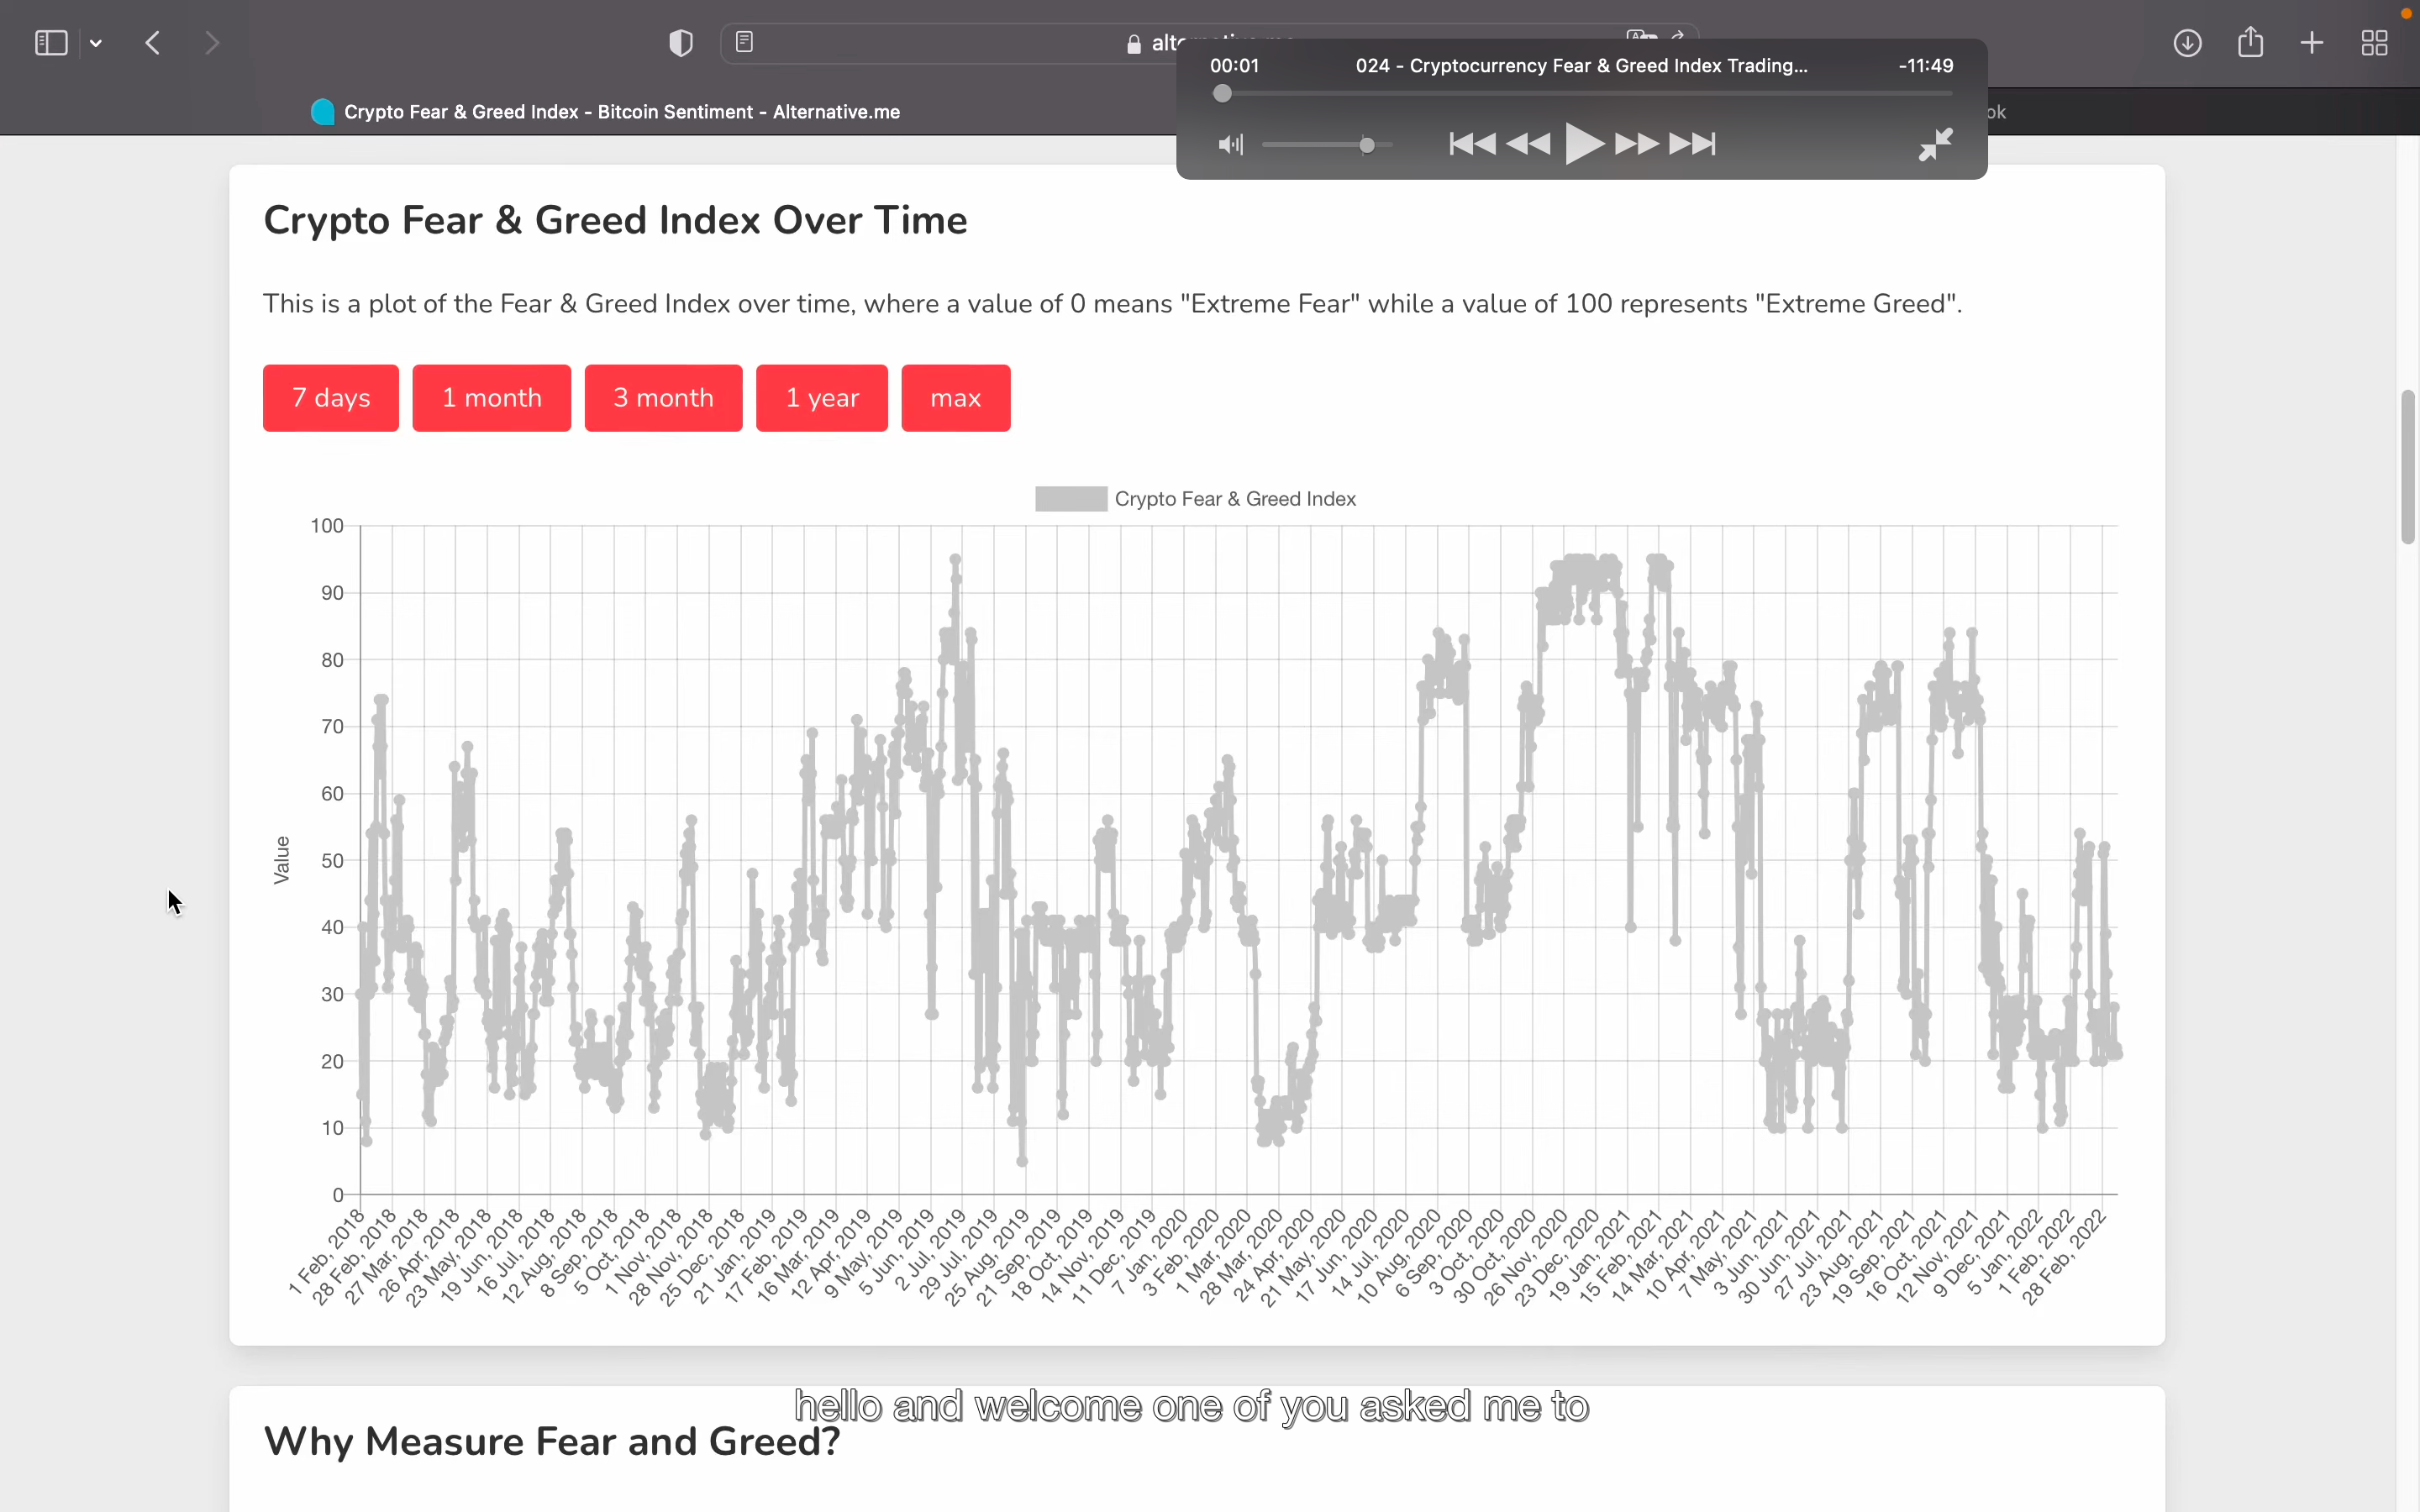 00:01
024 - Cryptocurrency Fear & Greed Index Trading...
-11:49
Crypto Fear & Greed Index - Bitcoin Sentiment - Alternative.me
Crypto Fear & Greed Index Over Time
This is a plot of the Fear & Greed Index over time, where a value of 0 means "Extreme Fear" while a value of 100 represents "Extreme Greed".
7 days
1 month
3 month
1 year
max
Crypto Fear & Greed Index
100
90
80
70
60
50
40
30
20
10
0
Value
1 Feb, 2018
28 Feb, 2018
27 Mar, 2018
26 Apr, 2018
23 May, 2018
19 Jun, 2018
16 Jul, 2018
12 Aug, 2018
8 Sep, 2018
5 Oct, 2018
1 Nov, 2018
28 Nov, 2018
25 Dec, 2018
21 Jan, 2019
17 Feb, 2019
16 Mar, 2019
12 Apr, 2019
9 May, 2019
5 Jun, 2019
2 Jul, 2019
29 Jul, 2019
25 Aug, 2019
21 Sep, 2019
18 Oct, 2019
14 Nov, 2019
11 Dec, 2019
7 Jan, 2020
3 Feb, 2020
1 Mar, 2020
28 Mar, 2020
24 Apr, 2020
21 May, 2020
17 Jun, 2020
14 Jul, 2020
10 Aug, 2020
6 Sep, 2020
3 Oct, 2020
30 Oct, 2020
26 Nov, 2020
23 Dec, 2020
19 Jan, 2021
15 Feb, 2021
14 Mar, 2021
10 Apr, 2021
7 May, 2021
3 Jun, 2021
30 Jun, 2021
27 Jul, 2021
23 Aug, 2021
19 Sep, 2021
16 Oct, 2021
12 Nov, 2021
9 Dec, 2021
5 Jan, 2022
1 Feb, 2022
28 Feb, 2022
hello and welcome one of you asked me to
Why Measure Fear and Greed?